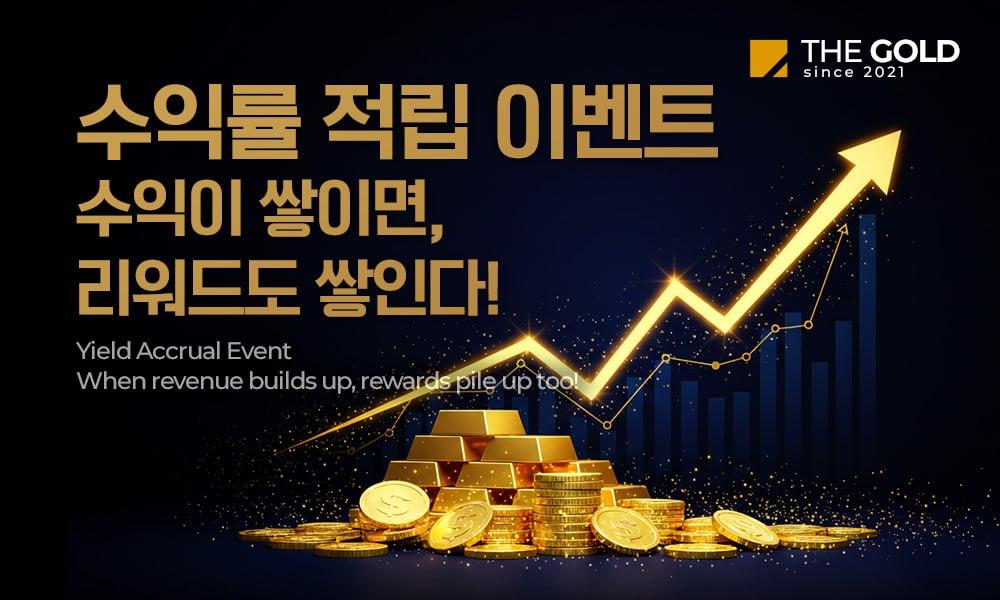 THE GOLD
since 2021
수익률 적립 이벤트
수익이 쌓이면,
리워드도 쌓인다!
Yield Accrual Event
When revenue builds up, rewards pile up too!